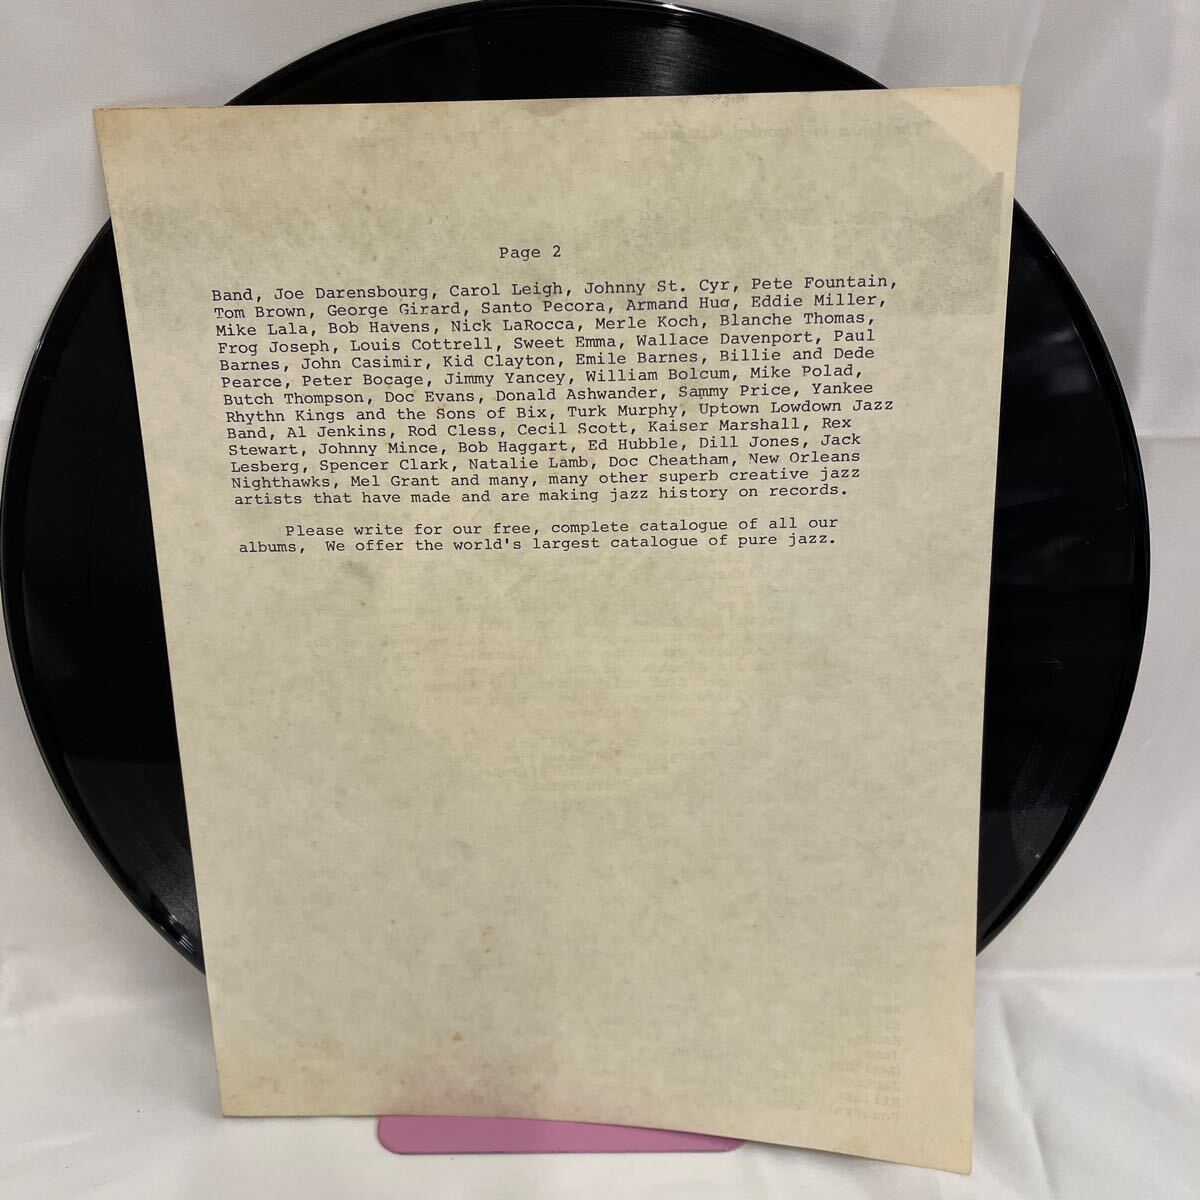 Page 2
Band, Joe Darensbourg, Carol Leigh, Johnny St. Cyr, Pete Fountain,
Tom Brown, George Girard, Santo Pecora, Armand Hug, Eddie Miller,
Mike Lala, Bob Havens, Nick LaRocca, Merle Koch, Blanche Thomas,
Frog Joseph, Louis Cottrell, Sweet Emma, Wallace Davenport, Paul
Barnes, John Casimir, Kid Clayton, Emile Barnes, Billie and Dede
Pearce, Peter Bocage, Jimmy Yancey, William Bolcum, Mike Polad,
Butch Thompson, Doc Evans, Donald Ashwander, Sammy Price, Yankee
Rhythn Kings and the Sons of Bix, Turk Murphy, Uptown Lowdown Jazz
Band, Al Jenkins, Rod Cless, Cecil Scott, Kaiser Marshall, Rex
Stewart, Johnny Mince, Bob Haggart, Ed Hubble, Dill Jones, Jack
Lesberg, Spencer Clark, Natalie Lamb, Doc Cheatham, New Orleans
Nighthawks, Mel Grant and many, many other superb creative jazz
artists that have made and are making jazz history on records.
Please write for our free, complete catalogue of all our
albums, We offer the world's largest catalogue of pure jazz.